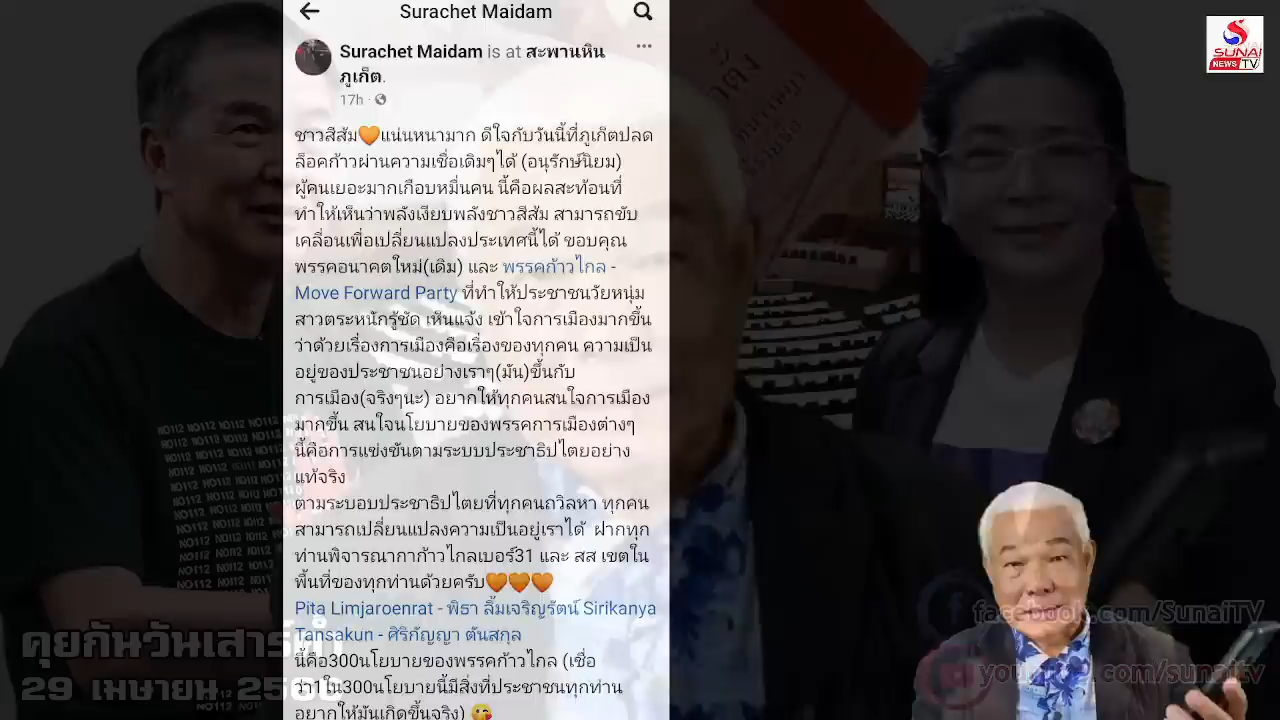 Surachet Maidam
Surachet Maidam is at สะพานหิน
ภูเก็ต.
17h ·
ชาวสีส้ม🧡แน่นหนามาก ดีใจกับวันนี้ที่ภูเก็ตปลด
ล็อคก้าวผ่านความเชื่อเดิมๆได้ (อนุรักษ์นิยม)
ผู้คนเยอะมากเกือบหมื่นคน นี้คือผลสะท้อนที่
ทำให้เห็นว่าพลังเงียบพลังชาวสีส้ม สามารถขับ
เคลื่อนเพื่อเปลี่ยนแปลงประเทศนี้ได้ ขอบคุณ
พรรคอนาคตใหม่(เดิม) และ พรรคก้าวไกล -
Move Forward Party ที่ทำให้ประชาชนวัยหนุ่ม
สาวตระหนักรู้ชัด เห็นแจ้ง เข้าใจการเมืองมากขึ้น
ว่าด้วยเรื่องการเมืองคือเรื่องของทุกคน ความเป็น
อยู่ของประชาชนอย่างเราๆ(มัน)ขึ้นกับ
การเมือง(จริงๆนะ) อยากให้ทุกคนสนใจการเมือง
มากขึ้น สนใจนโยบายของพรรคการเมืองต่างๆ
นี้คือการแข่งขันตามระบบประชาธิปไตยอย่าง
แท้จริง
ตามระบอบประชาธิปไตยที่ทุกคนถวิลหา ทุกคน
สามารถเปลี่ยนแปลงความเป็นอยู่เราได้ ฝากทุก
ท่านพิจารณากาก้าวไกลเบอร์31 และ สส เขตใน
พื้นที่ของทุกท่านด้วยครับ🧡🧡🧡
Pita Limjaroenrat - พิธา ลิ้มเจริญรัตน์ Sirikanya
Tansakun - ศิริกัญญา ตันสกุล
นี้คือ300นโยบายของพรรคก้าวไกล (เชื่อ
ว่า1ใน300นโยบายนี้มีสิ่งที่ประชาชนทุกท่าน
อยากให้มันเกิดขึ้นจริง) 😘
SUNAI
NEWS TV
NO112 NO112 NO112 NO112
คุยกันวันเสาร์
29 เมษายน 25
facebook.com/SunaiTV
.com/sunaitv